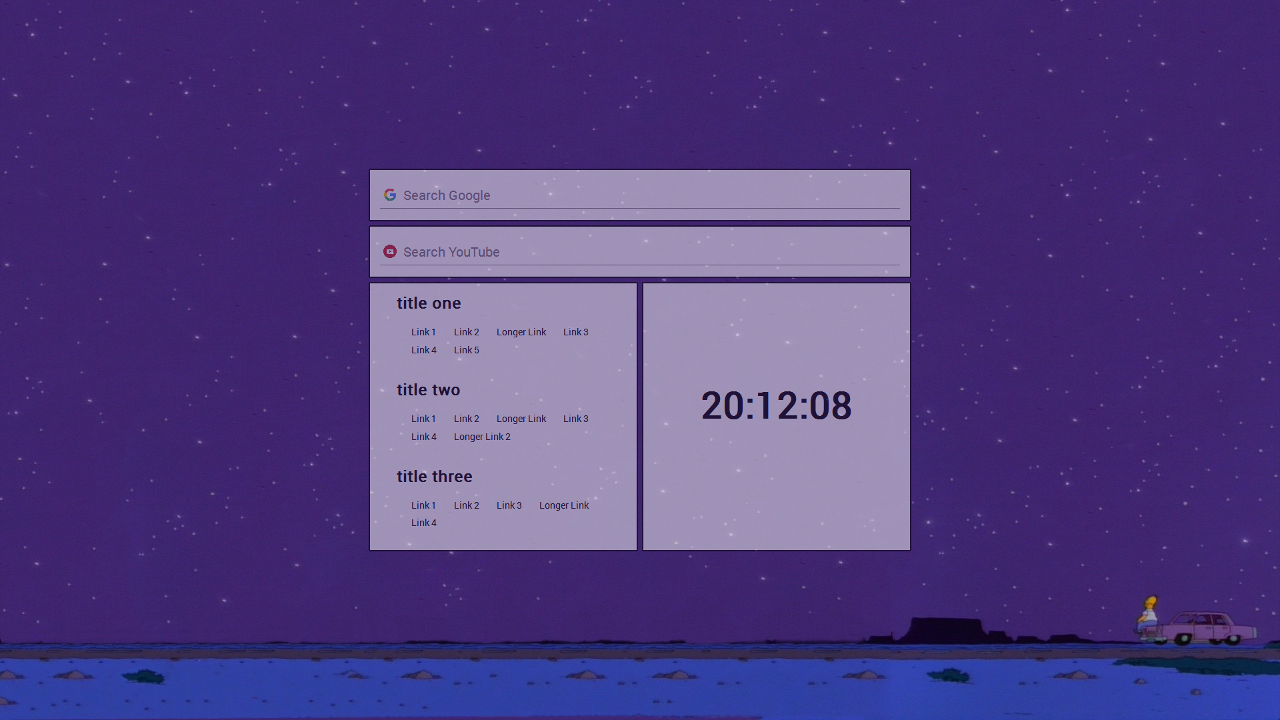 Search Google
Search YouTube
title one
Link 1 Link 2 Longer Link Link 3
Link 4 Link 5
title two
Link 1 Link 2 Longer Link Link 3
Link 4 Longer Link 2
title three
Link 1 Link 2 Link 3 Longer Link
Link 4
20:12:08